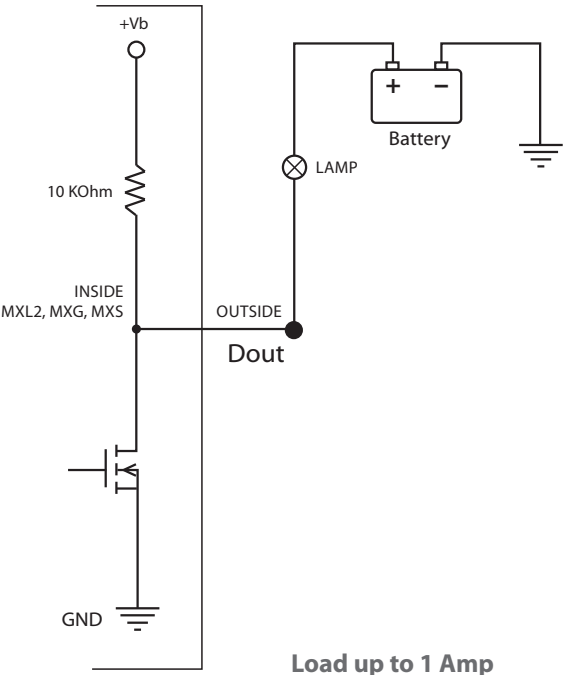 +Vb
+ −
Battery
10 KOhm
LAMP
INSIDE
MXL2, MXG, MXS
OUTSIDE
Dout
GND
Load up to 1 Amp